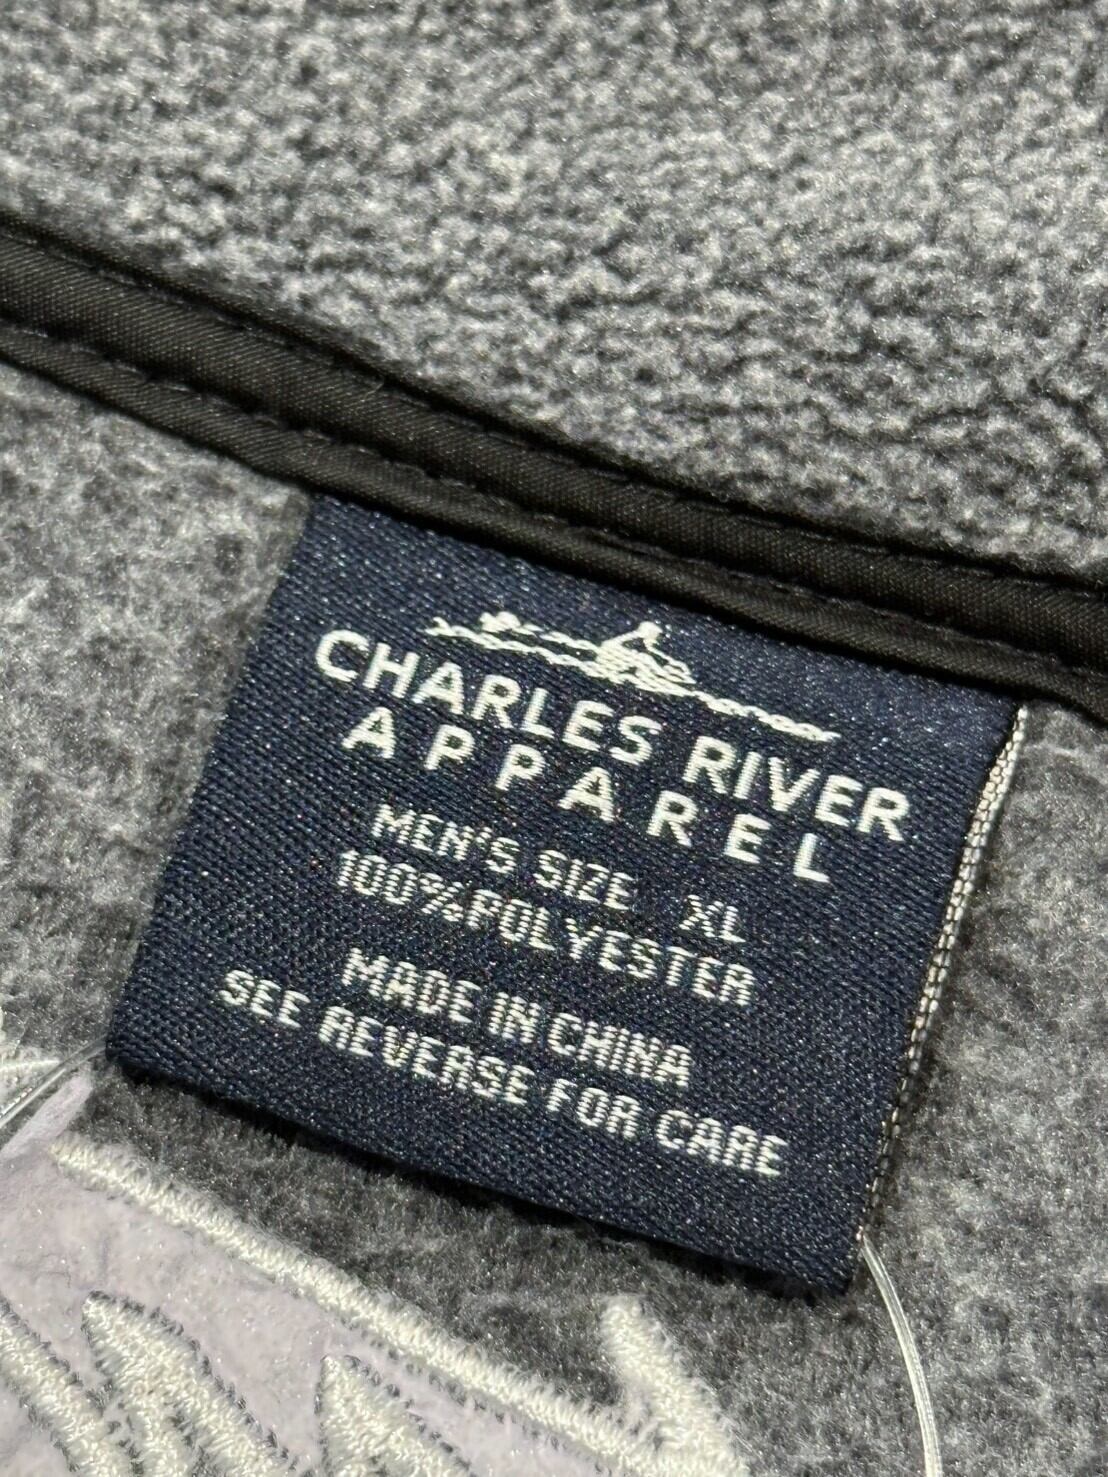 CHARLES RIVER
APPAREL
MEN'S SIZE XL
100% POLYESTER
MADE IN CHINA
SEE REVERSE FOR CARE